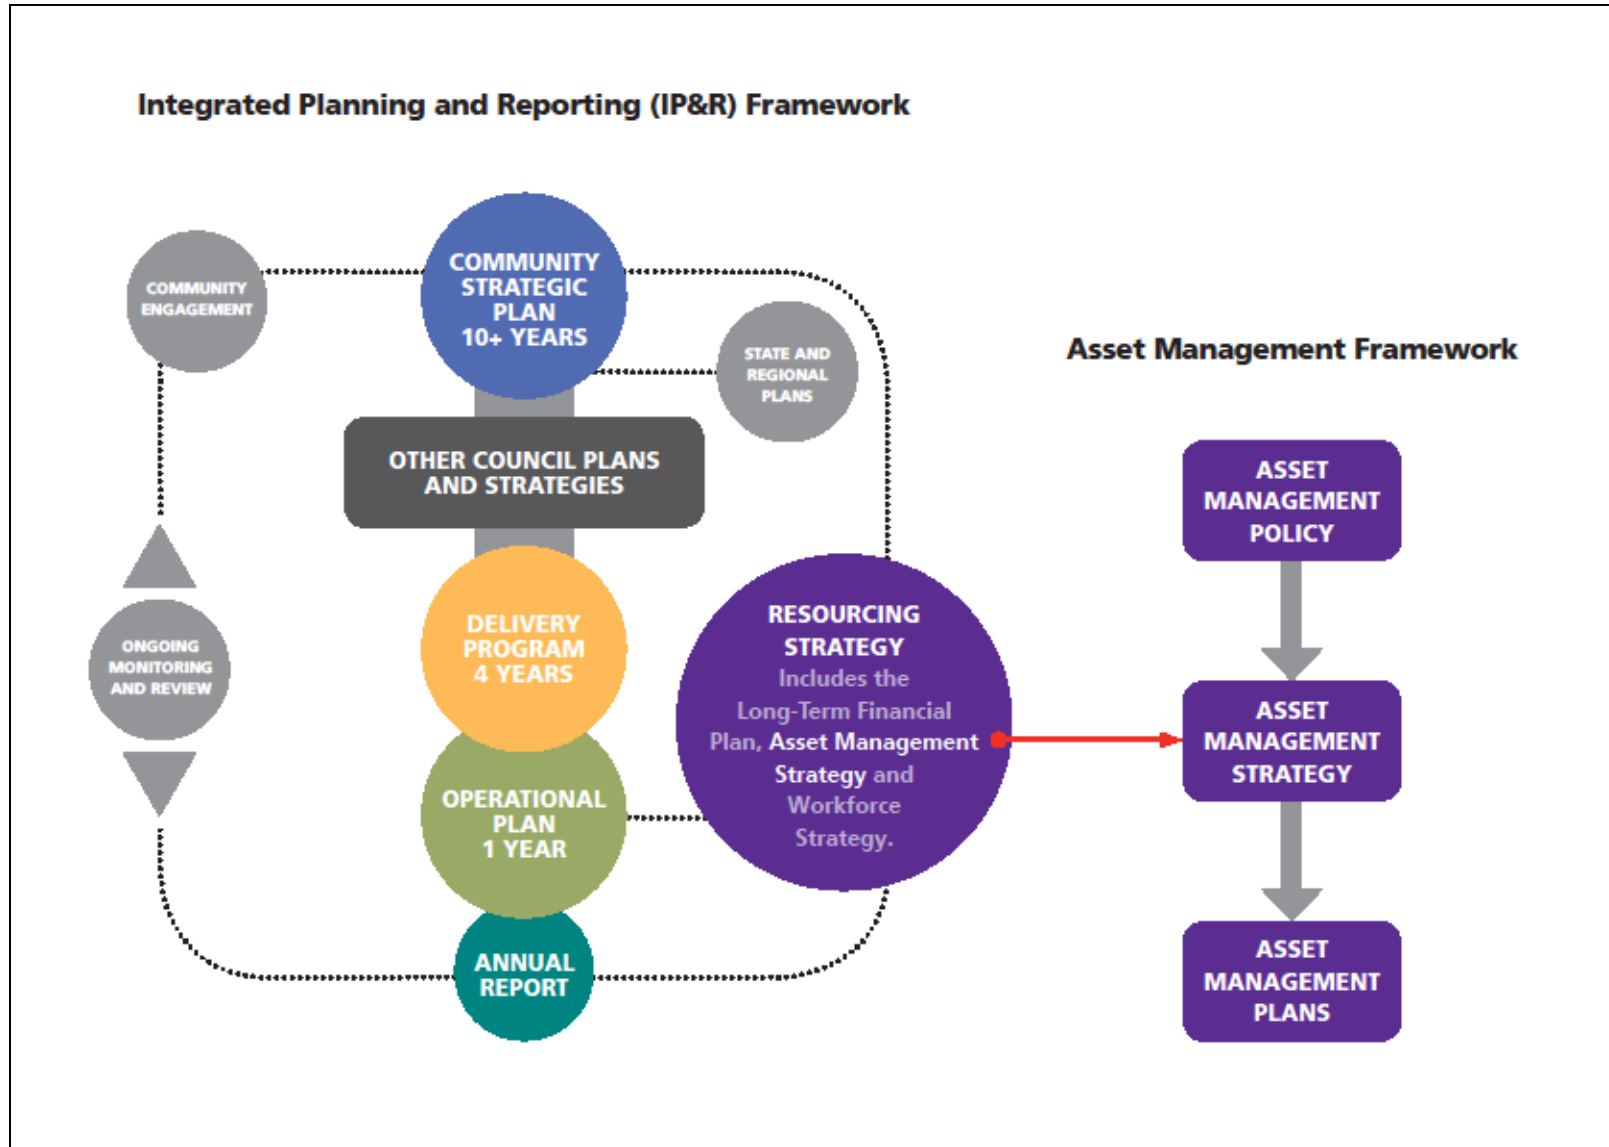 Integrated Planning and Reporting (IP&R) Framework
COMMUNITY
STRATEGIC
PLAN
10+ YEARS
COMMUNITY
ENGAGEMENT
STATE AND
REGIONAL
PLANS
OTHER COUNCIL PLANS
AND STRATEGIES
DELIVERY
PROGRAM
4 YEARS
ONGOING
MONITORING
AND REVIEW
RESOURCING
STRATEGY
Includes the
Long-Term Financial
Plan, Asset Management
Strategy and
Workforce
Strategy.
OPERATIONAL
PLAN
1 YEAR
ANNUAL
REPORT
Asset Management Framework
ASSET
MANAGEMENT
POLICY
ASSET
MANAGEMENT
STRATEGY
ASSET
MANAGEMENT
PLANS